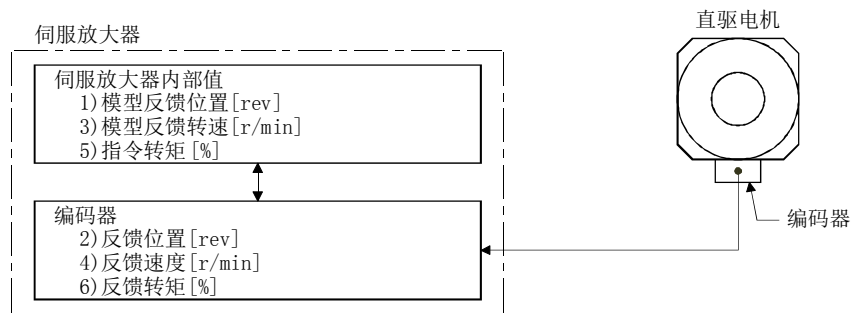 伺服放大器
伺服放大器内部值
1)模型反馈位置[rev]
3)模型反馈转速[r/min]
5)指令转矩[%]
编码器
2)反馈位置[rev]
4)反馈速度[r/min]
6)反馈转矩[%]
直驱电机
编码器